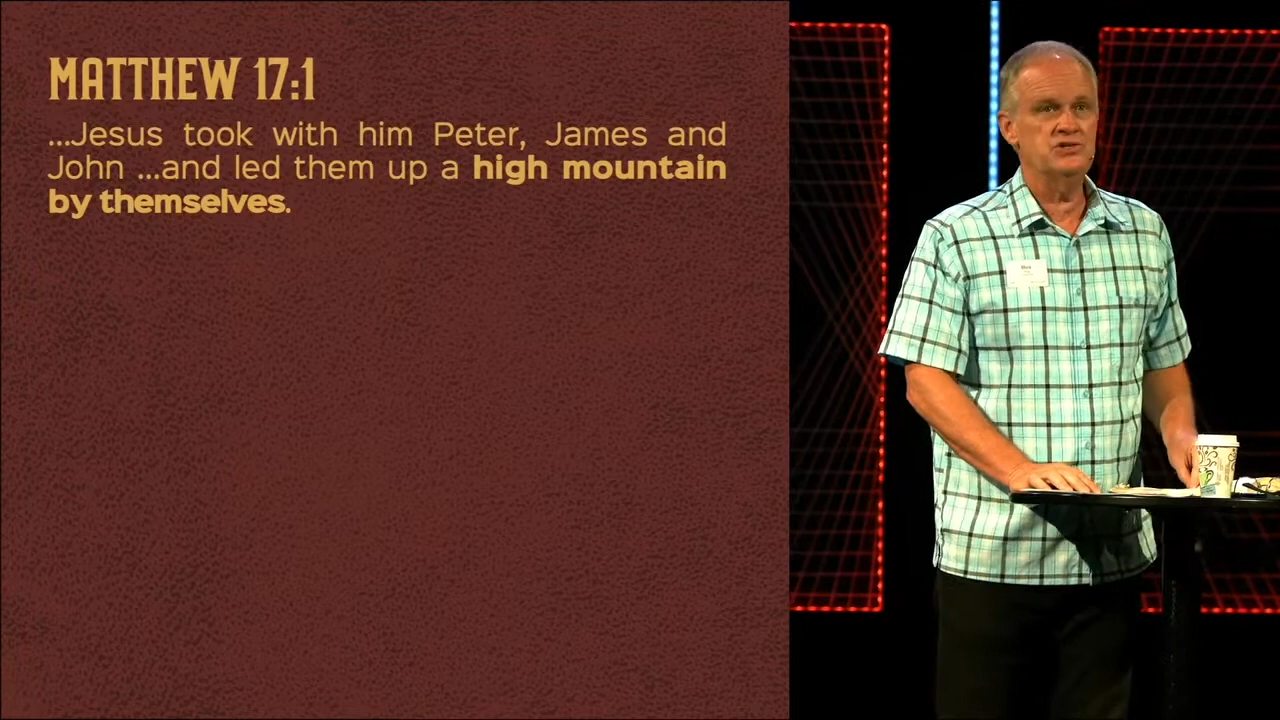 MATTHEW 17:1
...Jesus took with him Peter, James and
John ...and led them up a high mountain
by themselves.